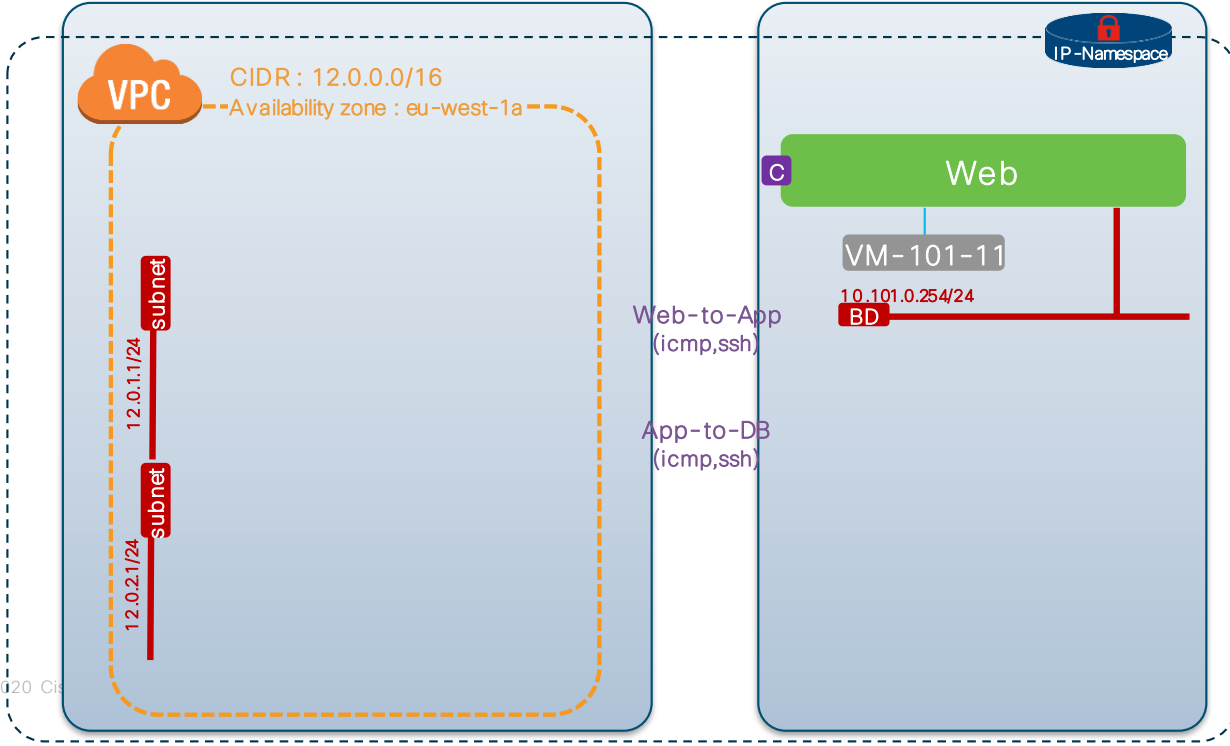 VPC
CIDR : 12.0.0.0/16
Availability zone : eu-west-1a
subnet
12.0.1.1/24
subnet
12.0.2.1/24
020 Cis
Web-to-App
(icmp,ssh)
App-to-DB
(icmp,ssh)
IP-Namespace
C
Web
VM-101-11
10.101.0.254/24
BD